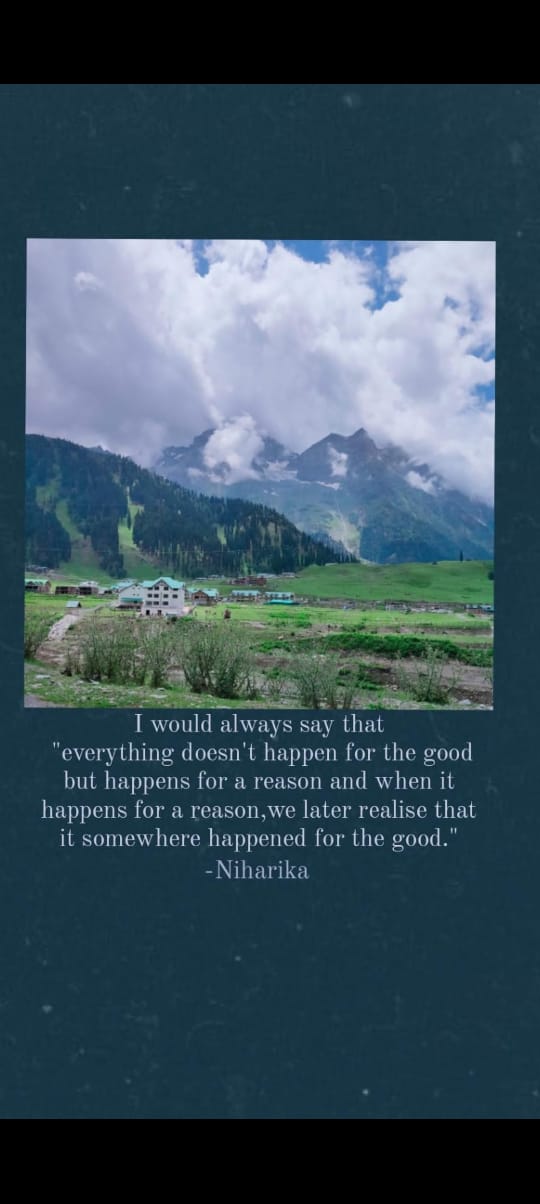 I would always say that
"everything doesn't happen for the good
but happens for a reason and when it
happens for a reason,we later realise that
it somewhere happened for the good."
-Niharika